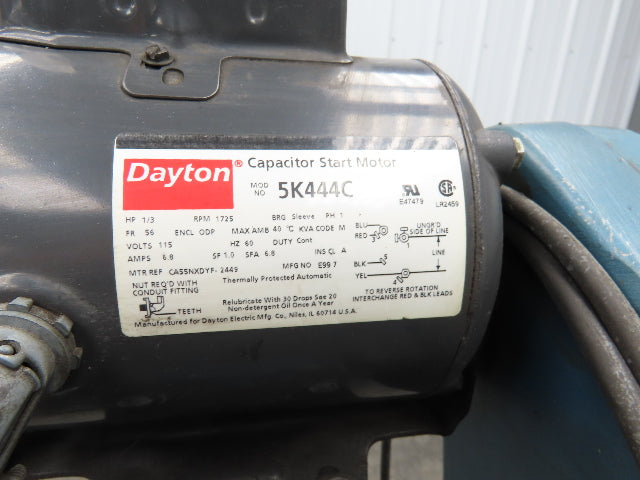 Dayton® Capacitor Start Motor
MOD NO 5K444C
E47479
LR2459
HP 1/3 RPM 1725 BRG Sleeve PH 1
FR 56 ENCL ODP MAX AMB 40 °C KVA CODE M
VOLTS 115 HZ 60 DUTY Cont
AMPS 6.8 SF 1.0 SFA 6.8 INS CL A
MTR REF MFG NO E99 7
BLU
RED
3
1
UNGR'D
SIDE OF LINE
LINE
BLK 5
YEL
4
NUT REQ'D WITH
CONDUIT FITTING
Thermally Protected Automatic
TEETH
Relubricate With 30 Drops Sae 20
Non-detergent Oil Once A Year
TO REVERSE ROTATION
INTERCHANGE RED & BLK LEADS
Manufactured for Dayton Electric Mfg. Co., Niles, IL 60714 U.S.A.